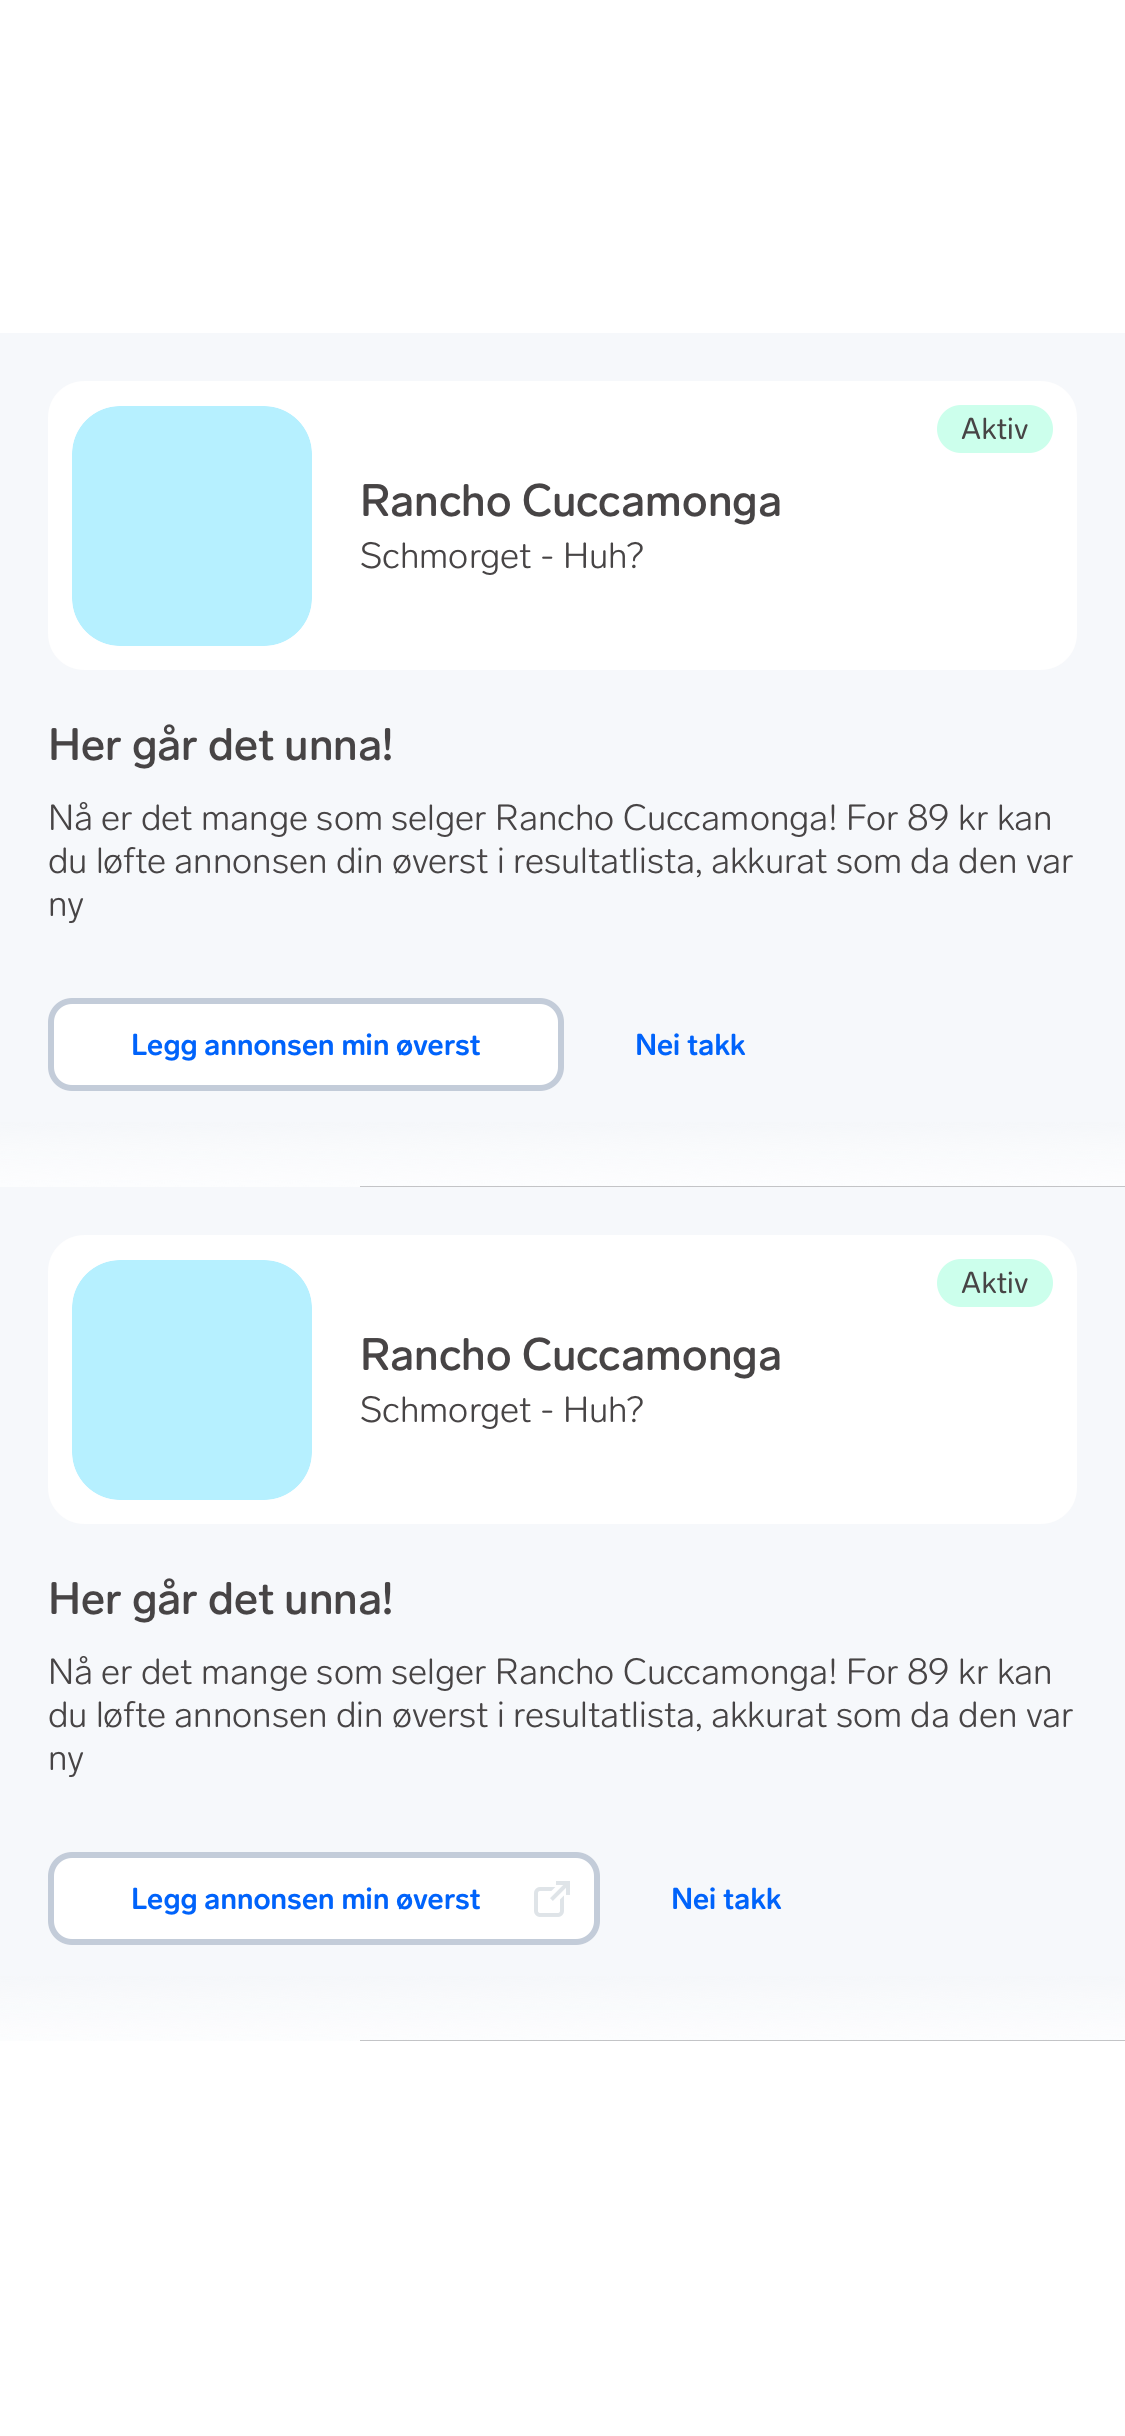 Aktiv
Rancho Cuccamonga
Schmorget - Huh?
Her går det unna!
Nå er det mange som selger Rancho Cuccamonga! For 89 kr kan
du løfte annonsen din øverst i resultatlista, akkurat som da den var
ny
Legg annonsen min øverst
Nei takk
Aktiv
Rancho Cuccamonga
Schmorget - Huh?
Her går det unna!
Nå er det mange som selger Rancho Cuccamonga! For 89 kr kan
du løfte annonsen din øverst i resultatlista, akkurat som da den var
ny
Legg annonsen min øverst
Nei takk